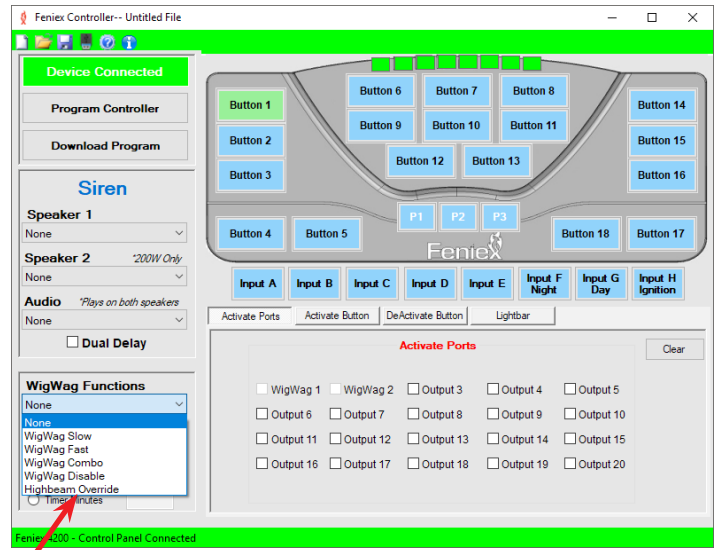 Feniex Controller-- Untitled File
Device Connected
Program Controller
Download Program
Siren
Speaker 1
None
Speaker 2 *200W Only
None
Audio *Plays on both speakers
None
Dual Delay
WigWag Functions
None
None
WigWag Slow
WigWag Fast
WigWag Combo
WigWag Disable
Highbeam Override
Timer Minutes
Button 1
Button 2
Button 3
Button 4
Button 5
Button 6
Button 7
Button 8
Button 9
Button 10
Button 11
Button 12
Button 13
P1
P2
P3
Feniex
Button 14
Button 15
Button 16
Button 18
Button 17
Input A
Input B
Input C
Input D
Input E
Input F
Night
Input G
Day
Input H
Ignition
Activate Ports
Activate Button
DeActivate Button
Lightbar
Activate Ports
Clear
WigWag 1 WigWag 2 Output 3 Output 4 Output 5
Output 6 Output 7 Output 8 Output 9 Output 10
Output 11 Output 12 Output 13 Output 14 Output 15
Output 16 Output 17 Output 18 Output 19 Output 20
Feniex 4200 - Control Panel Connected